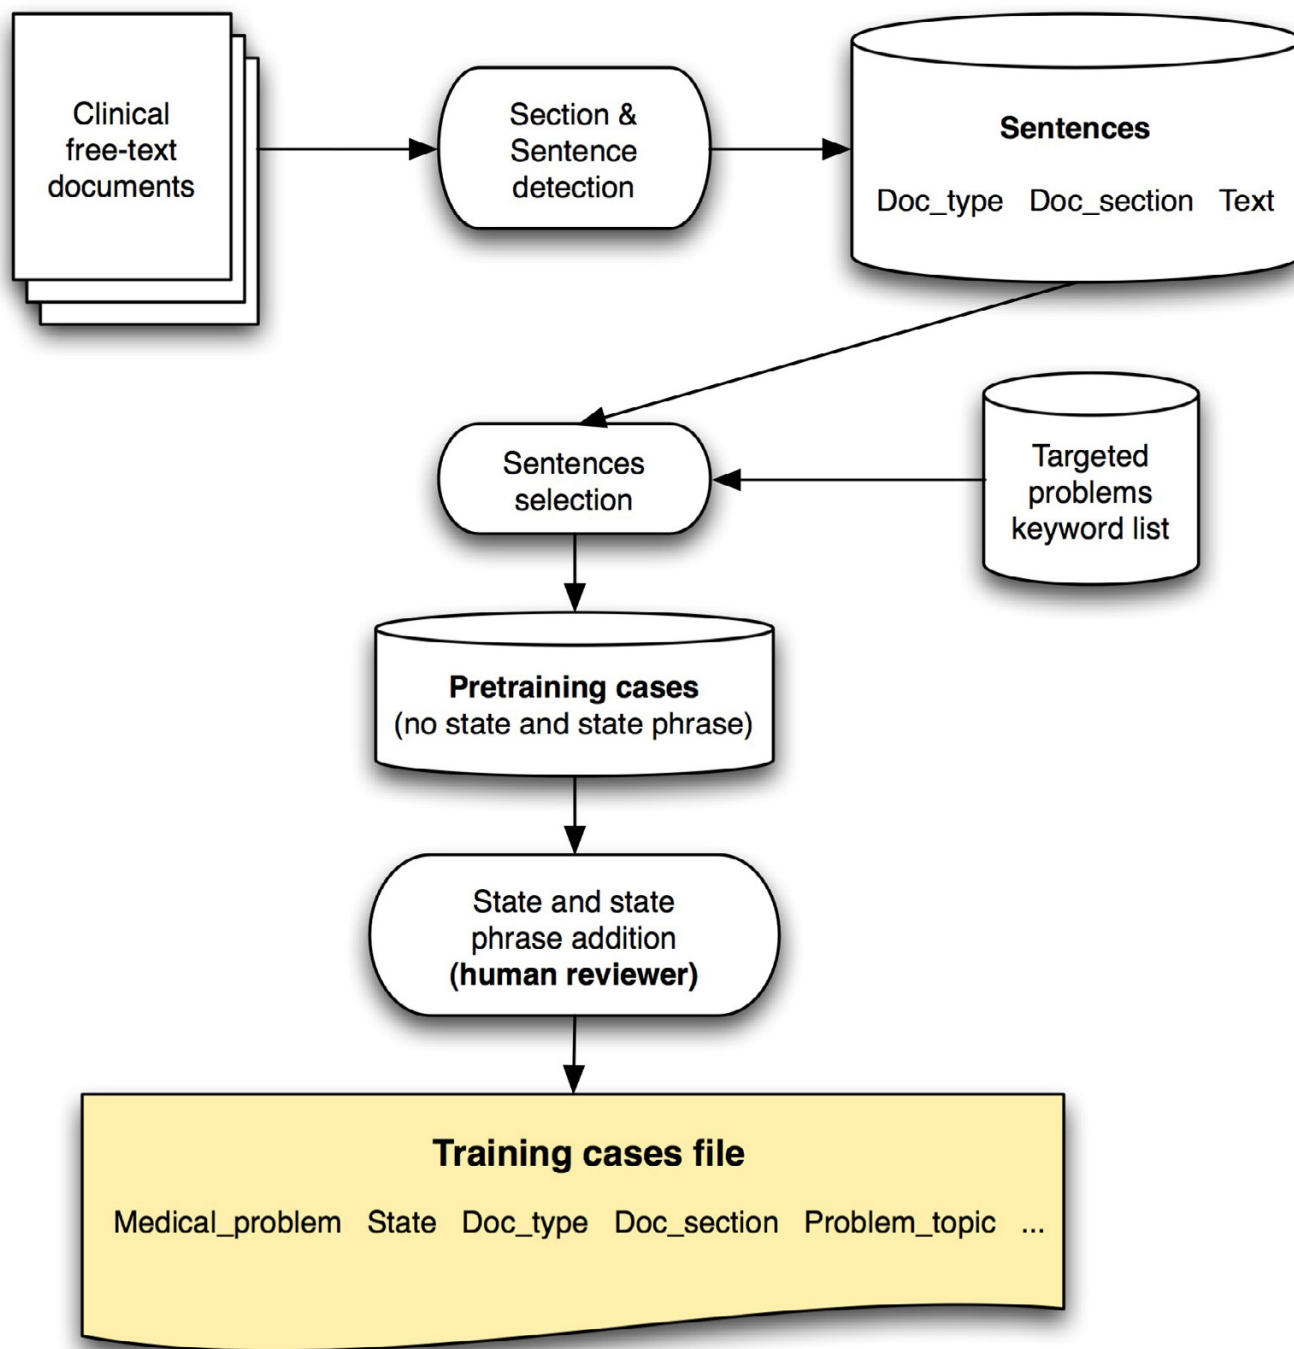 Clinical
free-text
documents
Section &
Sentence
detection
Sentences
Doc_type Doc_section Text
Sentences
selection
Targeted
problems
keyword list
Pretraining cases
(no state and state phrase)
State and state
phrase addition
(human reviewer)
Training cases file
Medical_problem State Doc_type Doc_section Problem_topic ...